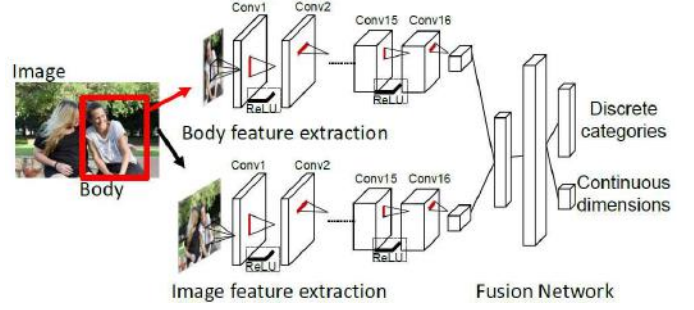 Image
Body
Conv1
Conv2
Conv15
Conv16
ReLU
ReLU
Body feature extraction
Conv1
Conv2
Conv15
Conv16
ReLU
ReLU
Image feature extraction
Discrete
categories
Continuous
dimensions
Fusion Network